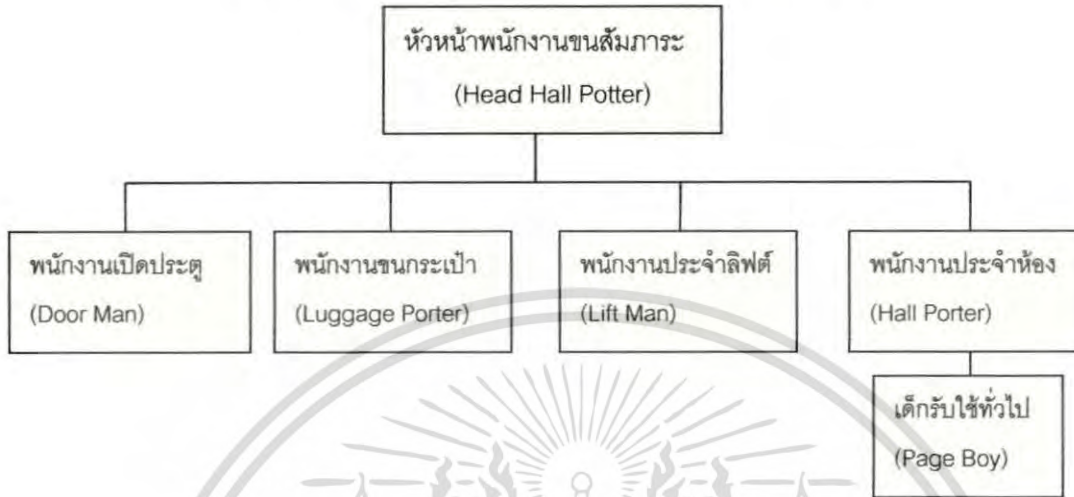 หัวหน้าพนักงานขนสัมภาระ
(Head Hall Potter)
พนักงานเปิดประตู
(Door Man)
พนักงานขนกระเป๋า
(Luggage Porter)
พนักงานประจำลิฟต์
(Lift Man)
พนักงานประจำห้อง
(Hall Porter)
เด็กรับใช้ทั่วไป
(Page Boy)